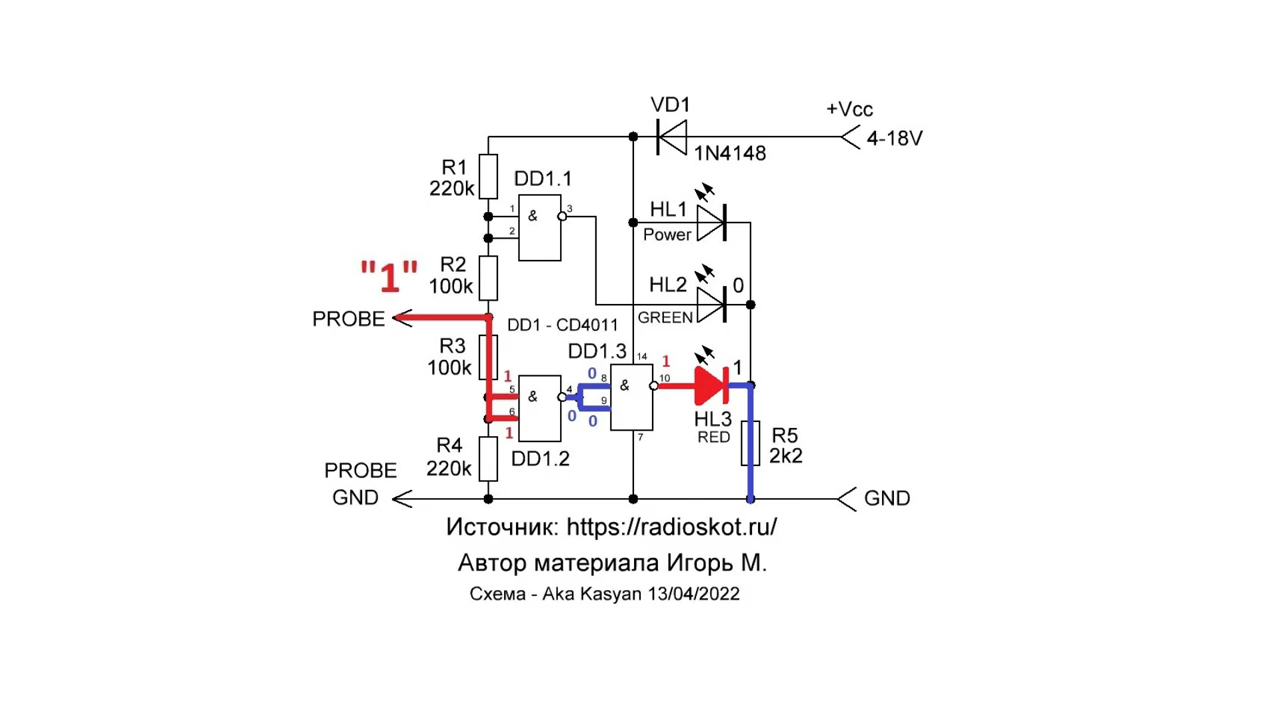 VD1
+Vcc
4-18V
1N4148
R1
220k
DD1.1
1
2
&
3
HL1
Power
R2
100k
"1"
HL2
0
GREEN
PROBE
DD1 - CD4011
R3
100k
DD1.3
14
1
5
6
1
&
4
0
0
8
9
0
&
1
10
7
1
HL3
RED
R5
2k2
R4
220k
DD1.2
PROBE
GND
GND
Источник: https://radioskot.ru/
Автор материала Игорь М.
Схема - Aka Kasyan 13/04/2022